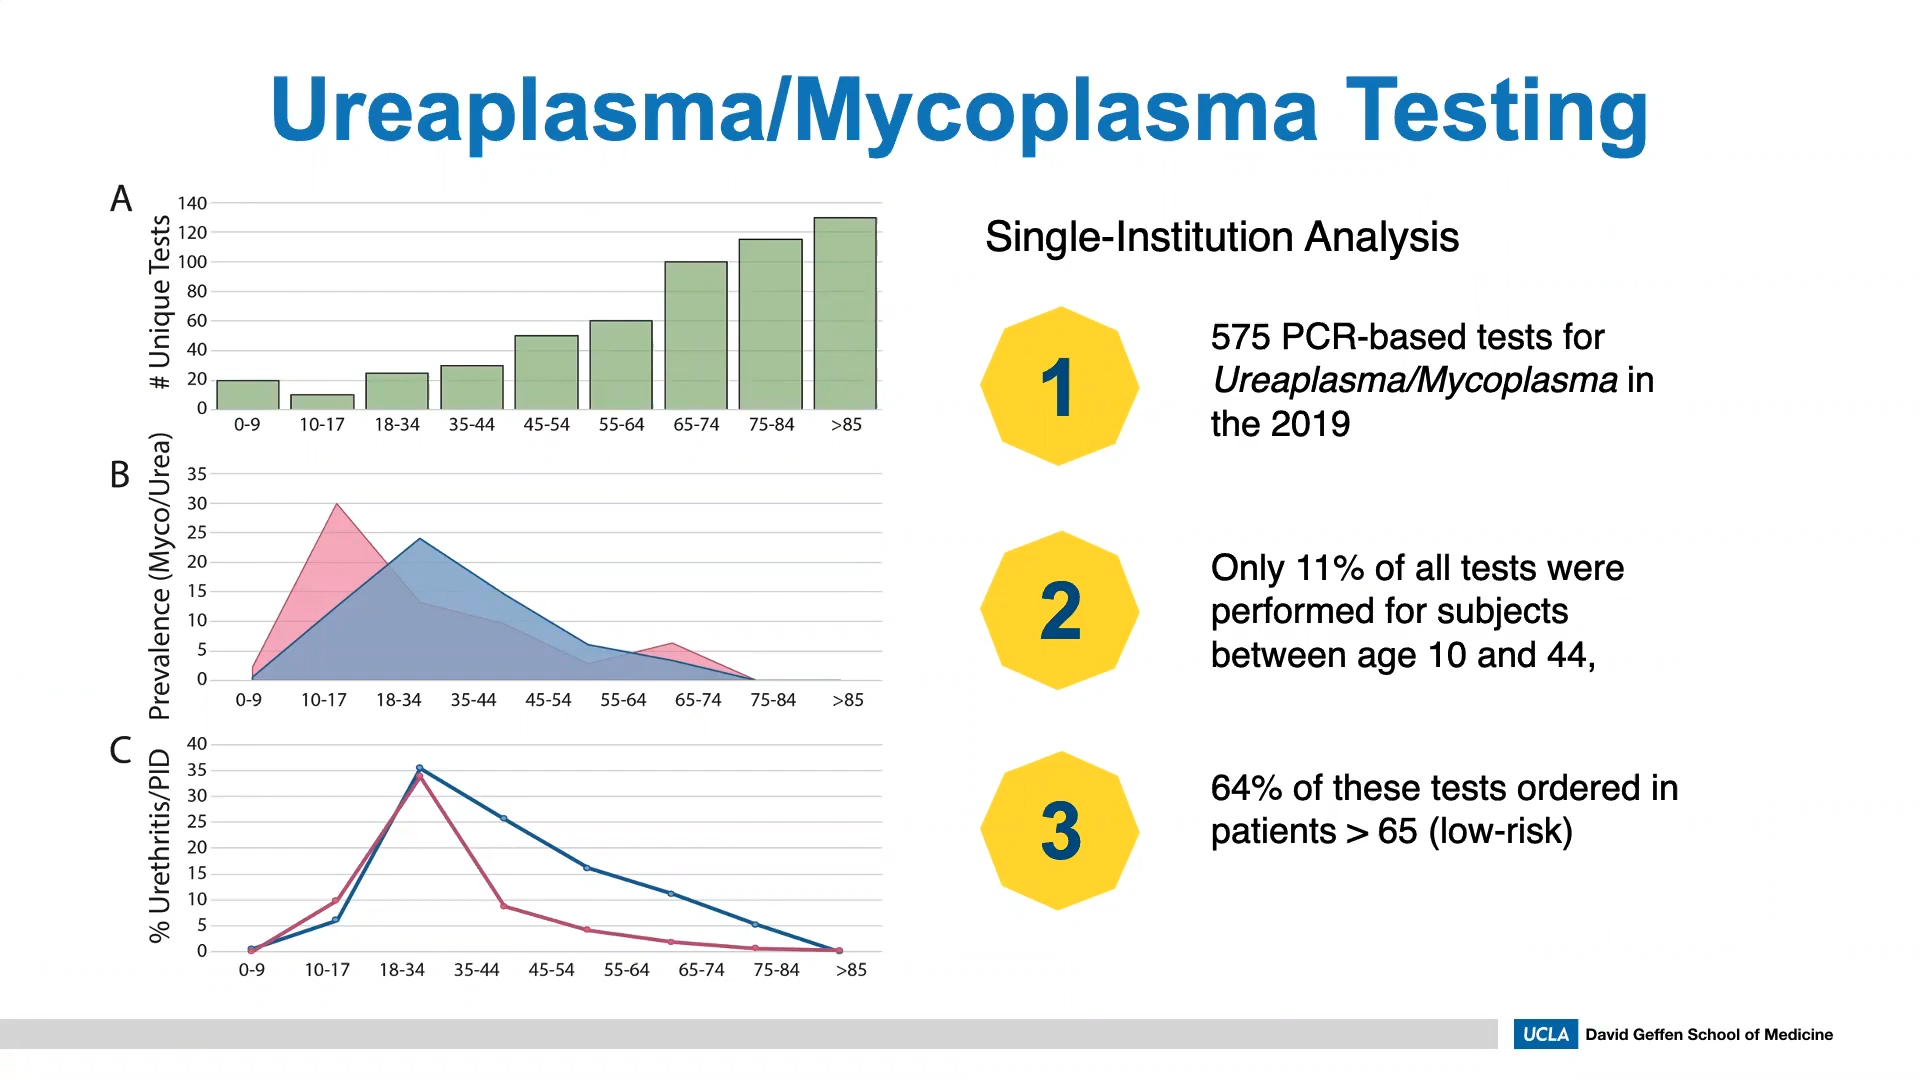 Ureaplasma/Mycoplasma Testing
A
# Unique Tests
140
120
100
80
60
40
20
0
0-9 10-17 18-34 35-44 45-54 55-64 65-74 75-84 >85
B
Prevalence (Myco/Urea)
35
30
25
20
15
10
5
0
0-9 10-17 18-34 35-44 45-54 55-64 65-74 75-84 >85
C
% Urethritis/PID
40
35
30
25
20
15
10
5
0
0-9 10-17 18-34 35-44 45-54 55-64 65-74 75-84 >85
Single-Institution Analysis
1
575 PCR-based tests for
Ureaplasma/Mycoplasma in
the 2019
2
Only 11% of all tests were
performed for subjects
between age 10 and 44,
3
64% of these tests ordered in
patients > 65 (low-risk)
UCLA David Geffen School of Medicine